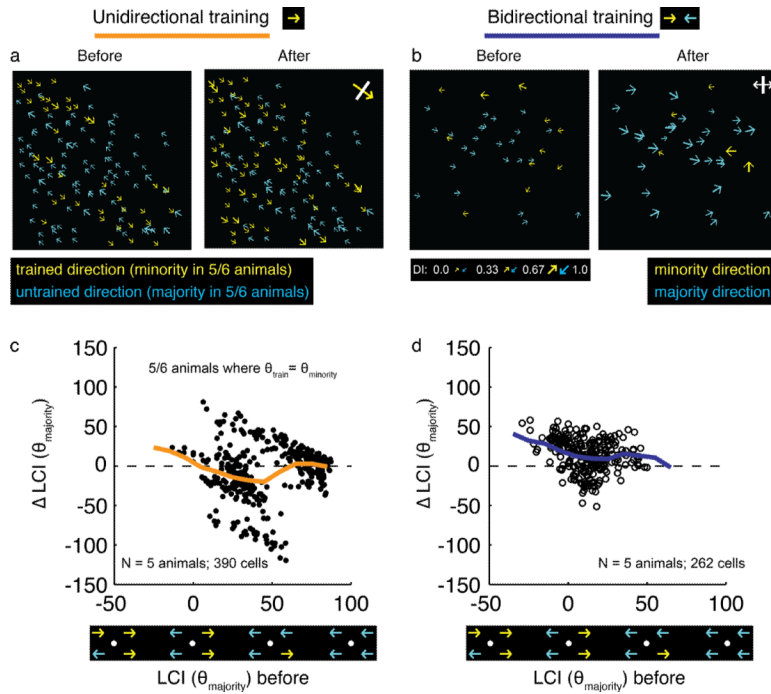 Unidirectional training
Bidirectional training
a
Before
After
b
Before
After
trained direction (minority in 5/6 animals)
untrained direction (majority in 5/6 animals)
DI: 0.0 0.33 0.67 1.0
minority direction
majority direction
c
150
100
50
0
-50
-100
-150
Δ LCI (θmajority)
5/6 animals where θtrain= θminority
N = 5 animals; 390 cells
-50 0 50 100
LCI (θmajority) before
d
150
100
50
0
-50
-100
-150
Δ LCI (θmajority)
N = 5 animals; 262 cells
-50 0 50 100
LCI (θmajority) before